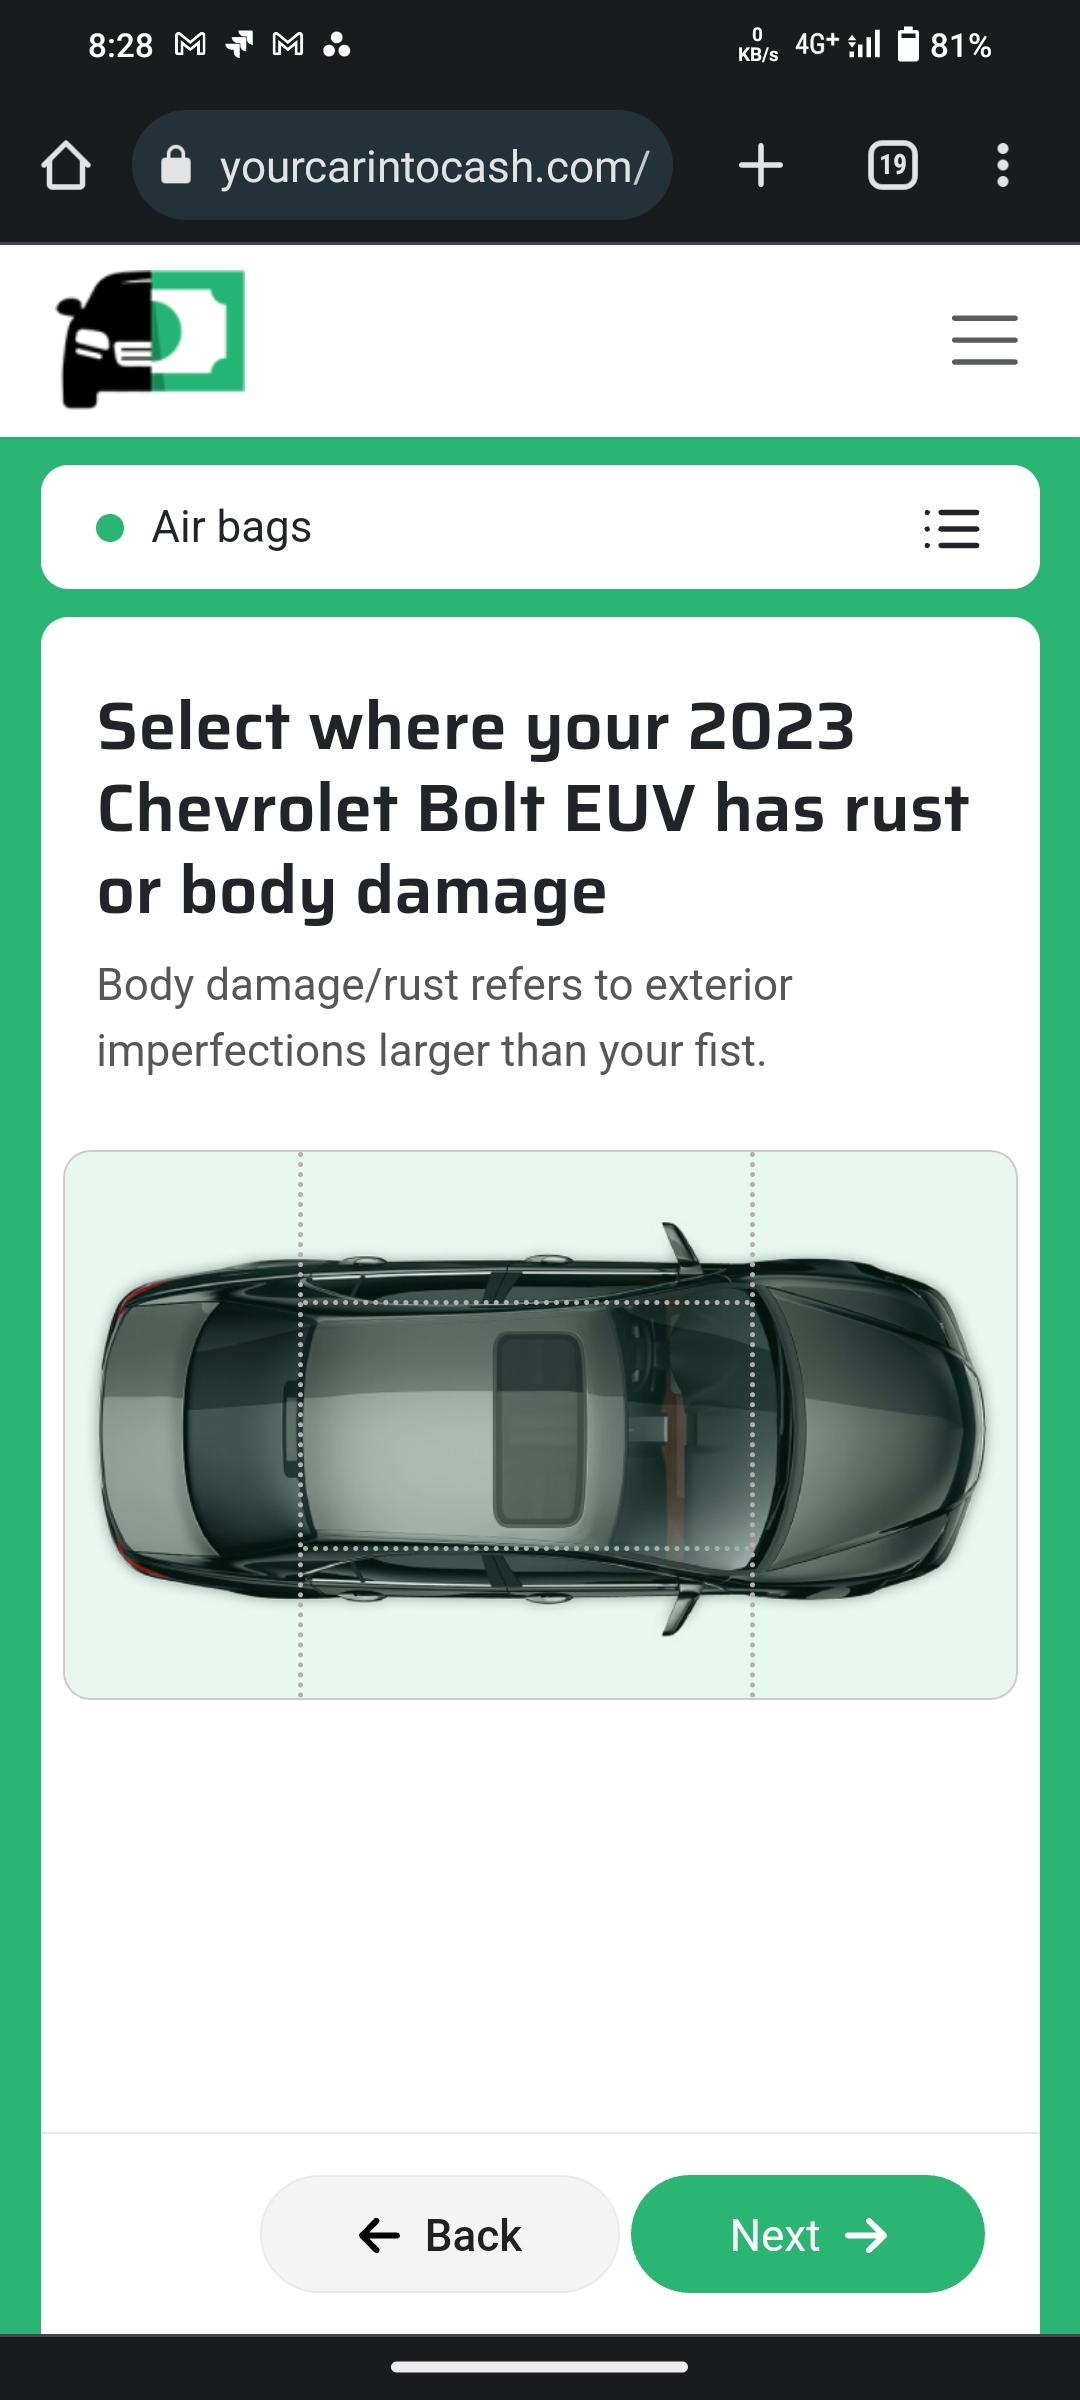 8:28
0
KB/s
4G+
81%
yourcarintocash.com/
19
Air bags
Select where your 2023
Chevrolet Bolt EUV has rust
or body damage
Body damage/rust refers to exterior
imperfections larger than your fist.
Back
Next